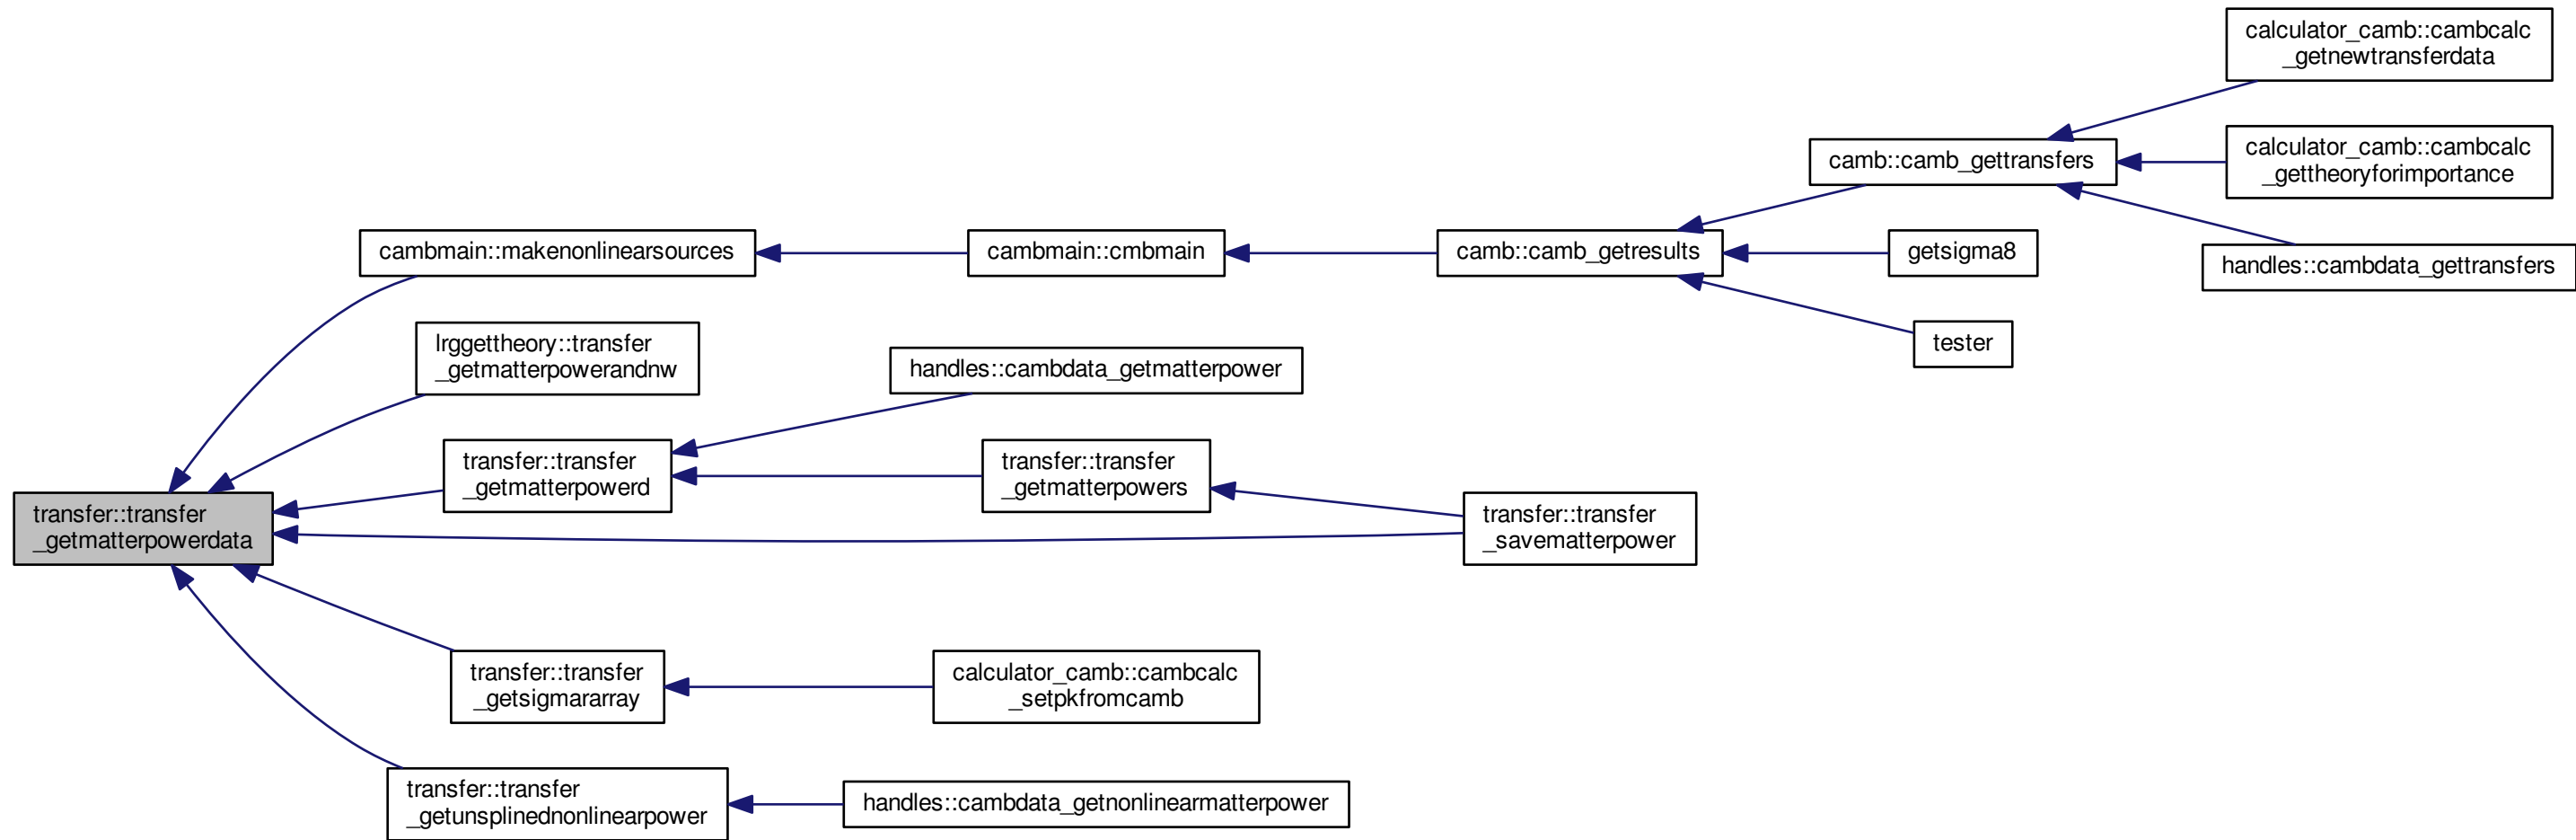 calculator_camb::cambcalc
_getnewtransferdata
calculator_camb::cambcalc
_gettheoryforimportance
camb::camb_gettransfers
handles::cambdata_gettransfers
cambmain::makenonlinearsources
cambmain::cmbmain
camb::camb_getresults
getsigma8
tester
lrggettheory::transfer
_getmatterpowerandnw
handles::cambdata_getmatterpower
transfer::transfer
_getmatterpowerd
transfer::transfer
_getmatterpowers
transfer::transfer
_getmatterpowerdata
transfer::transfer
_savematterpower
transfer::transfer
_getsigmararray
calculator_camb::cambcalc
_setpkfromcamb
transfer::transfer
_getunsplinednonlinearpower
handles::cambdata_getnonlinearmatterpower